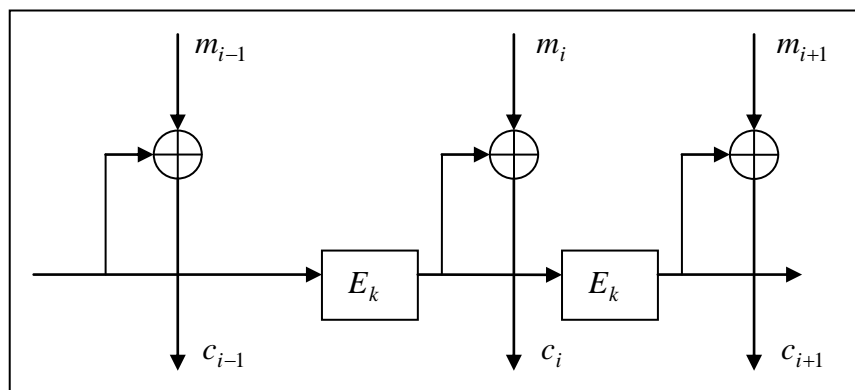 m_{i-1} m_i m_{i+1}
E_k E_k
c_{i-1} c_i c_{i+1}